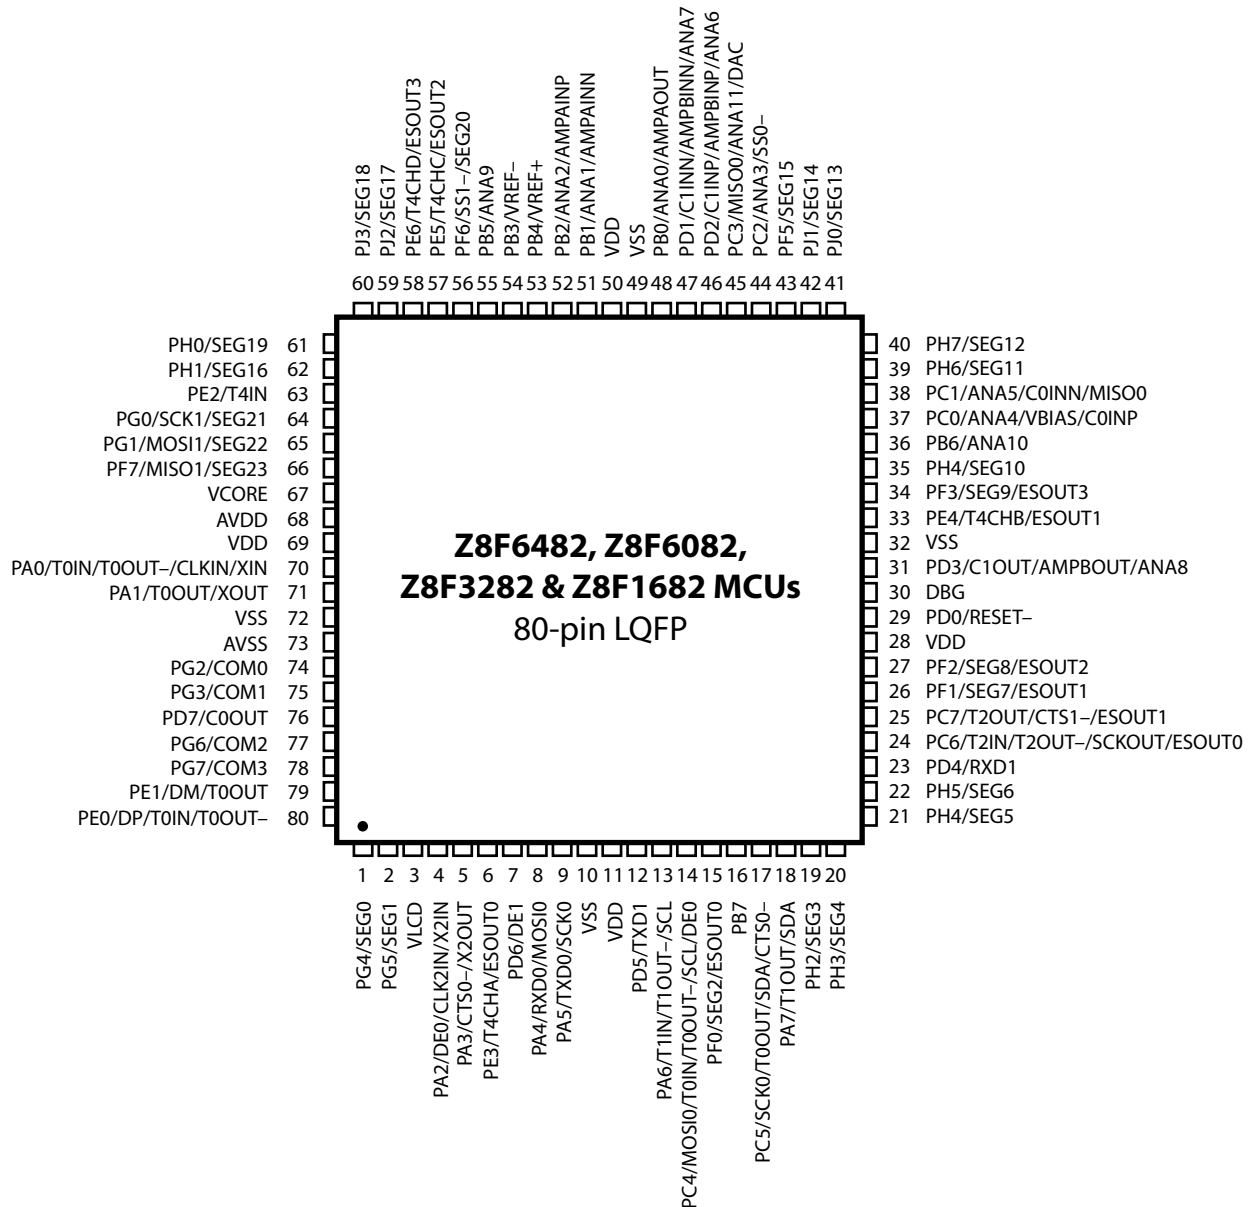 PJ3/SEG18
PJ2/SEG17
PE6/T4CHD/ESOUT3
PE5/T4CHC/ESOUT2
PF6/SS1–/SEG20
PB5/ANA9
PB3/VREF–
PB4/VREF+
PB2/ANA2/AMPAINP
PB1/ANA1/AMPAINN
VDD
VSS
PB0/ANA0/AMPAOUT
PD1/C1INN/AMPBINN/ANA7
PD2/C1INP/AMPBINP/ANA6
PC3/MISO0/ANA11/DAC
PC2/ANA3/SS0–
PF5/SEG15
PJ1/SEG14
PJ0/SEG13
60 59 58 57 56 55 54 53 52 51 50 49 48 47 46 45 44 43 42 41
PH0/SEG19 61
PH1/SEG16 62
PE2/T4IN 63
PG0/SCK1/SEG21 64
PG1/MOSI1/SEG22 65
PF7/MISO1/SEG23 66
VCORE 67
AVDD 68
VDD 69
PA0/T0IN/T0OUT–/CLKIN/XIN 70
PA1/T0OUT/XOUT 71
VSS 72
AVSS 73
PG2/COM0 74
PG3/COM1 75
PD7/C0OUT 76
PG6/COM2 77
PG7/COM3 78
PE1/DM/T0OUT 79
PE0/DP/T0IN/T0OUT– 80
Z8F6482, Z8F6082,
Z8F3282 & Z8F1682 MCUs
80-pin LQFP
40 PH7/SEG12
39 PH6/SEG11
38 PC1/ANA5/C0INN/MISO0
37 PC0/ANA4/VBIAS/C0INP
36 PB6/ANA10
35 PH4/SEG10
34 PF3/SEG9/ESOUT3
33 PE4/T4CHB/ESOUT1
32 VSS
31 PD3/C1OUT/AMPBOUT/ANA8
30 DBG
29 PD0/RESET–
28 VDD
27 PF2/SEG8/ESOUT2
26 PF1/SEG7/ESOUT1
25 PC7/T2OUT/CTS1–/ESOUT1
24 PC6/T2IN/T2OUT–/SCKOUT/ESOUT0
23 PD4/RXD1
22 PH5/SEG6
21 PH4/SEG5
1 2 3 4 5 6 7 8 9 10 11 12 13 14 15 16 17 18 19 20
PG4/SEG0
PG5/SEG1
VLCD
PA2/DE0/CLK2IN/X2IN
PA3/CTS0–/X2OUT
PE3/T4CHA/ESOUT0
PD6/DE1
PA4/RXD0/MOSI0
PA5/TXD0/SCK0
VSS
VDD
PD5/TXD1
PA6/T1IN/T1OUT–/SCL
PC4/MOSI0/T0IN/T0OUT–/SCL/DE0
PF0/SEG2/ESOUT0
PB7
PC5/SCK0/T0OUT/SDA/CTS0–
PA7/T1OUT/SDA
PH2/SEG3
PH3/SEG4